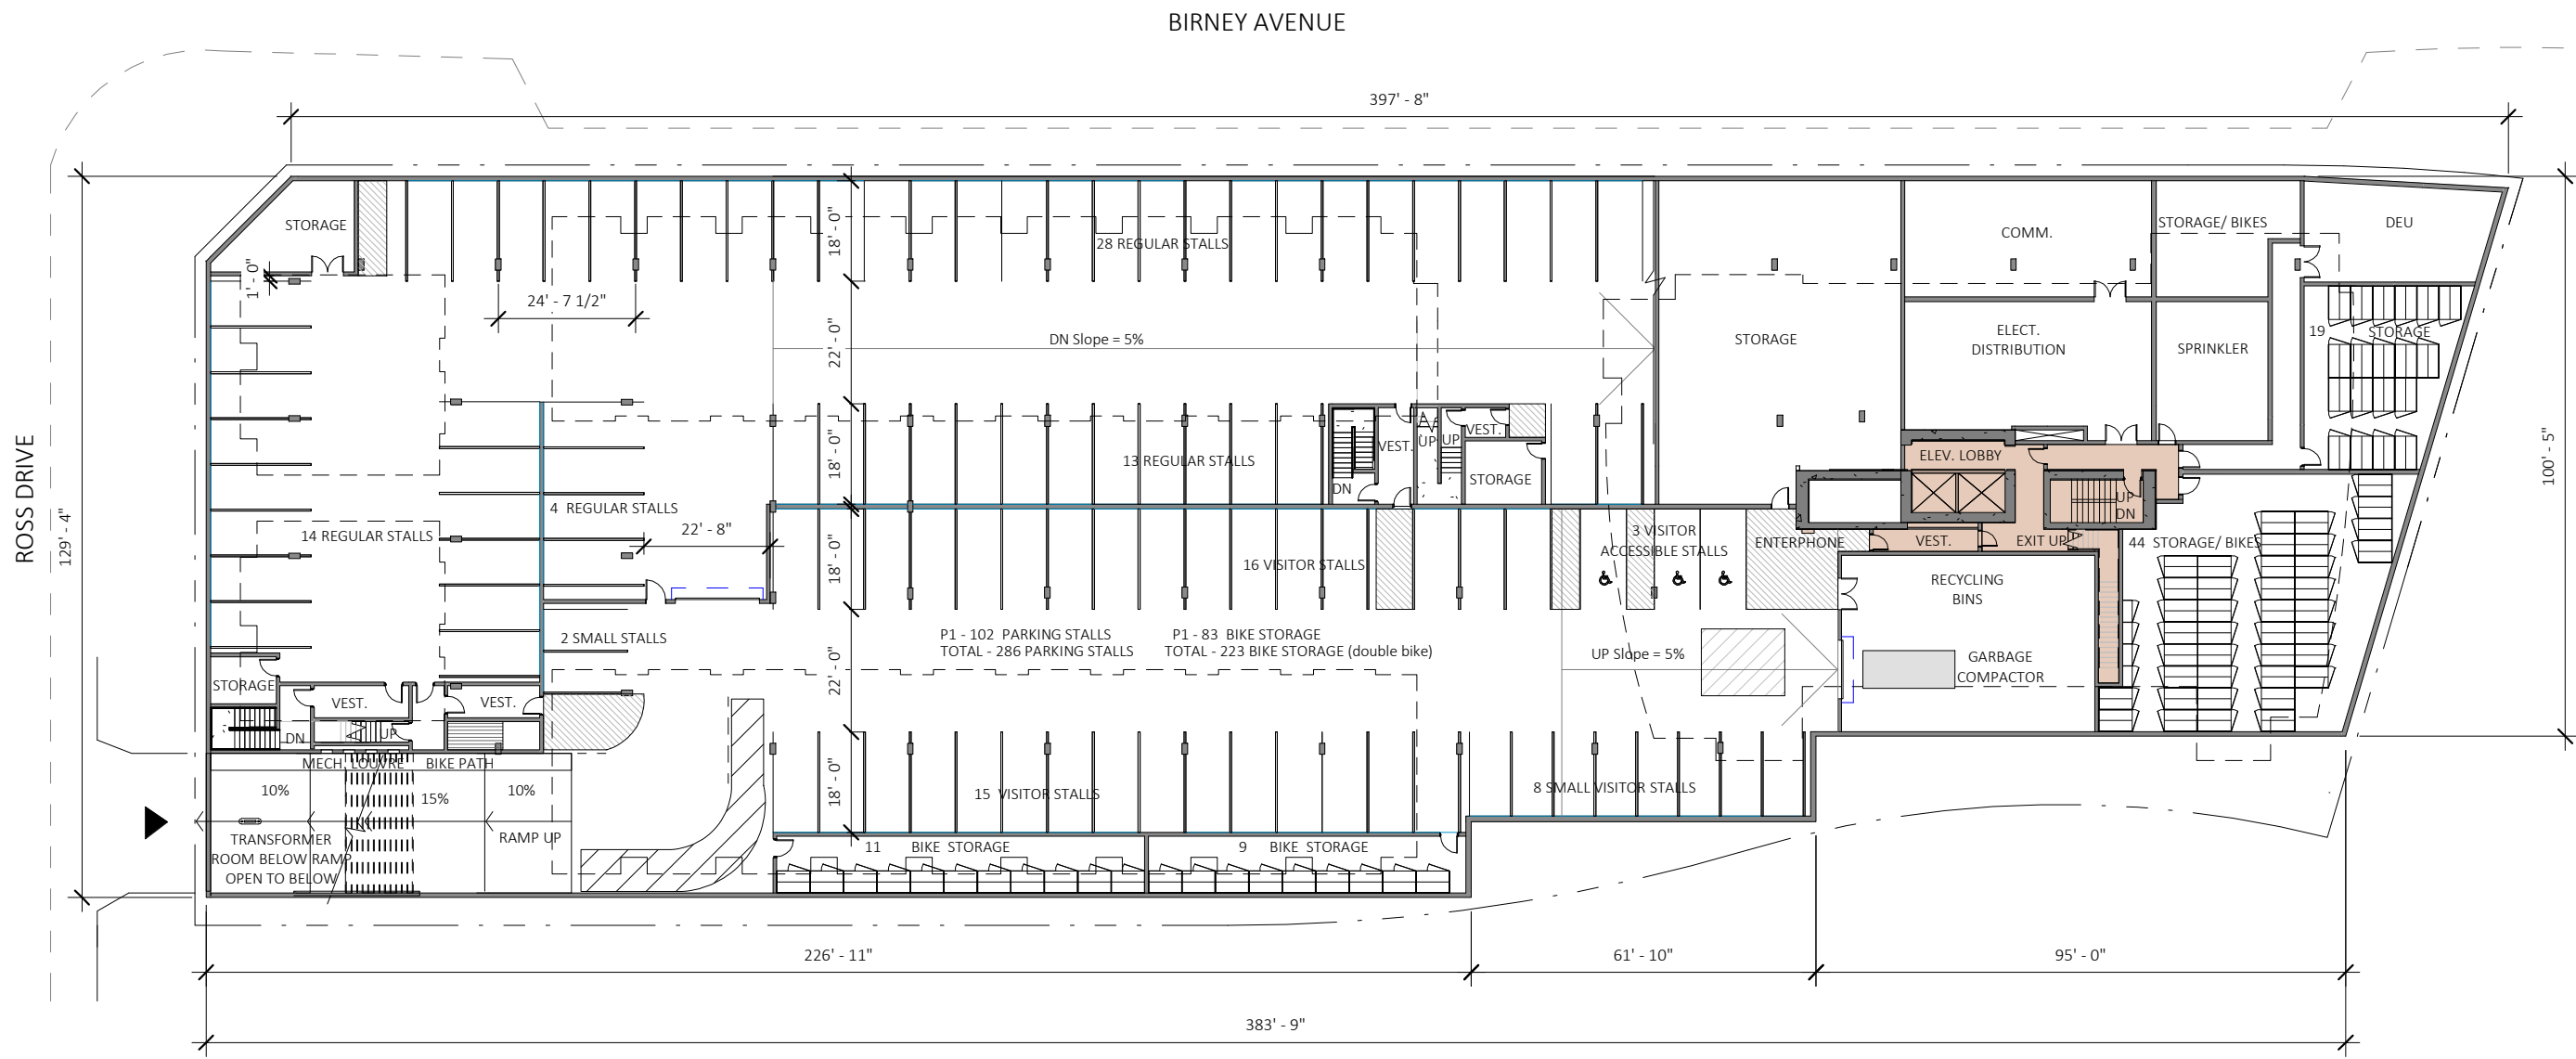 BIRNEY AVENUE
397' - 8"
ROSS DRIVE
129' - 4"
100' - 5"
STORAGE
1' - 0"
24' - 7 1/2"
18' - 0"
28 REGULAR STALLS
22' - 0"
DN Slope = 5%
STORAGE
COMM.
STORAGE/ BIKES
DEU
ELECT.
DISTRIBUTION
SPRINKLER
19
STORAGE
14 REGULAR STALLS
4 REGULAR STALLS
22' - 8"
18' - 0"
13 REGULAR STALLS
DN
VEST.
UP
UP
VEST.
STORAGE
ELEV. LOBBY
UP
DN
18' - 0"
16 VISITOR STALLS
3 VISITOR
ACCESSIBLE STALLS
ENTERPHONE
VEST.
EXIT UP
44 STORAGE/ BIKES
RECYCLING
BINS
2 SMALL STALLS
P1 - 102 PARKING STALLS
TOTAL - 286 PARKING STALLS
P1 - 83 BIKE STORAGE
TOTAL - 223 BIKE STORAGE (double bike)
22' - 0"
UP Slope = 5%
GARBAGE
COMPACTOR
STORAGE
VEST.
VEST.
DN
UP
MECH. LOUVRE
BIKE PATH
10%
15%
10%
RAMP UP
TRANSFORMER
ROOM BELOW RAMP
OPEN TO BELOW
18' - 0"
15 VISITOR STALLS
8 SMALL VISITOR STALLS
11 BIKE STORAGE
9 BIKE STORAGE
226' - 11"
61' - 10"
95' - 0"
383' - 9"